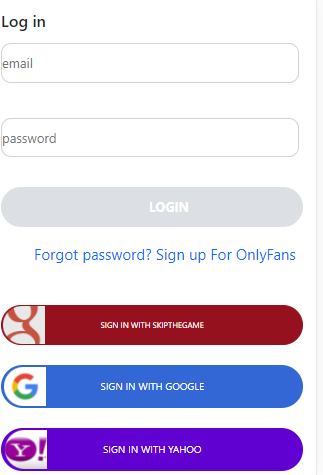 Log in
email
password
LOGIN
Forgot password? Sign up For OnlyFans
SIGN IN WITH SKIPTHEGAME
G
SIGN IN WITH GOOGLE
Y!
SIGN IN WITH YAHOO